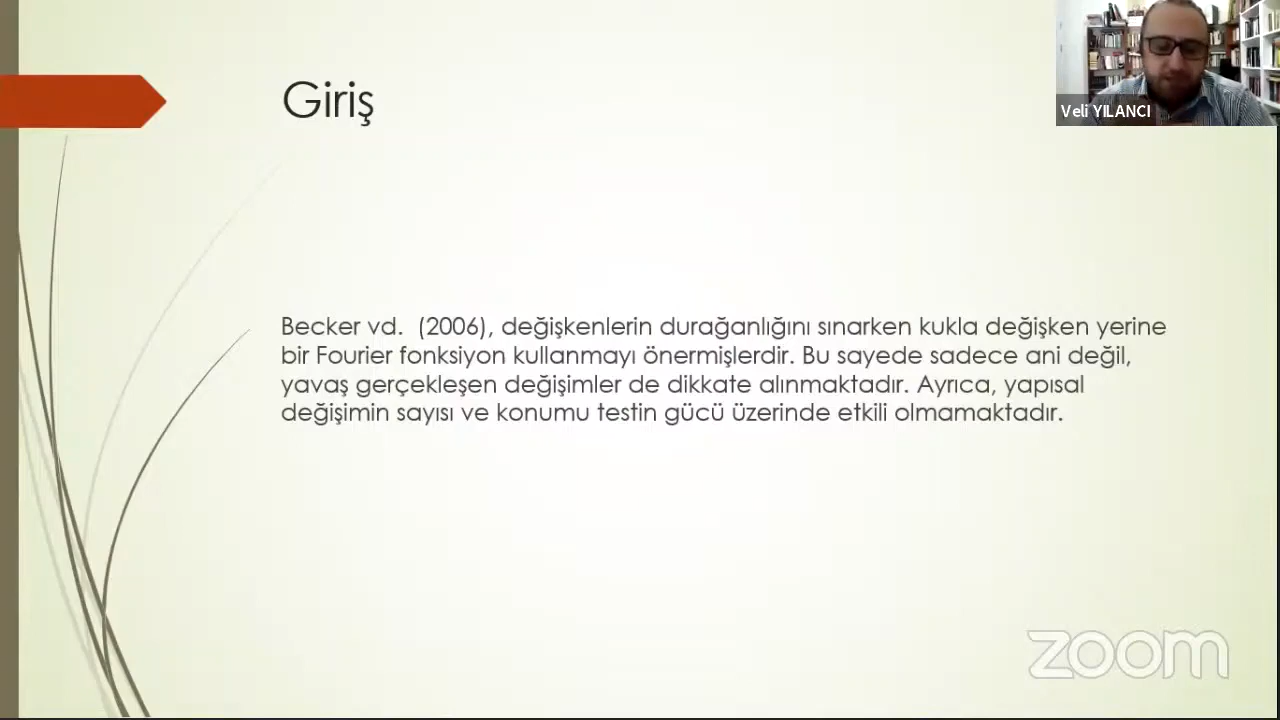 Giriş
Veli YILANCI
Becker vd.  (2006), değişkenlerin durağanlığını sınarken kukla değişken yerine
bir Fourier fonksiyon kullanmayı önermişlerdir. Bu sayede sadece ani değil,
yavaş gerçekleşen değişimler de dikkate alınmaktadır. Ayrıca, yapısal
değişimin sayısı ve konumu testin gücü üzerinde etkili olmamaktadır.
zoom